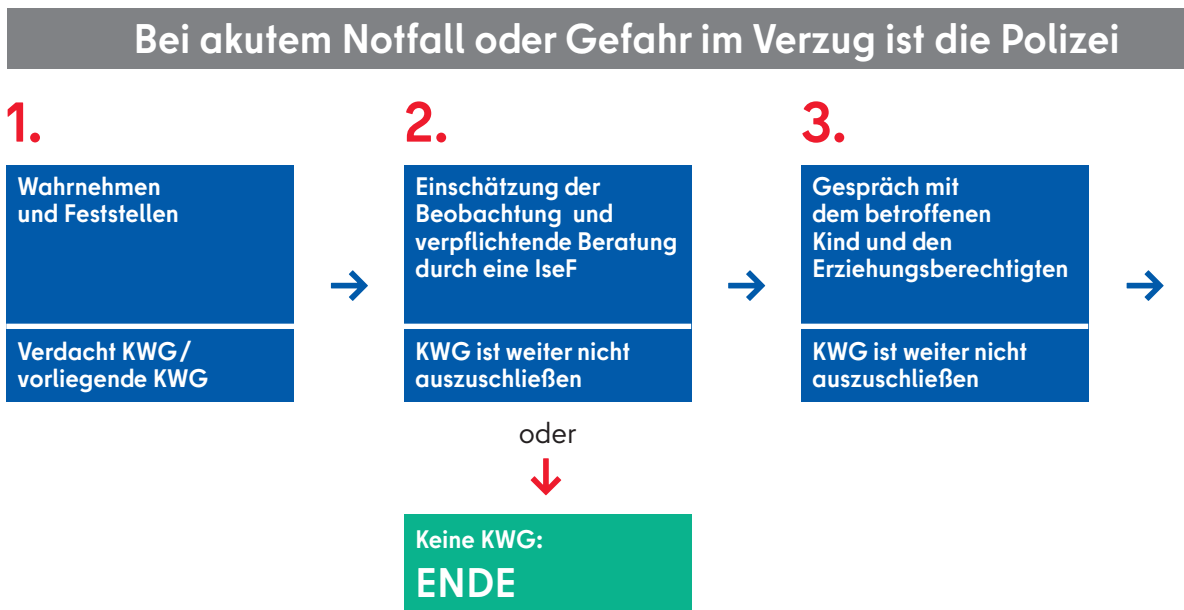 Bei akutem Notfall oder Gefahr im Verzug ist die Polizei
1.
Wahrnehmen
und Feststellen
Verdacht KWG/
vorliegende KWG
2.
Einschätzung der
Beobachtung und
verpflichtende Beratung
durch eine IseF
KWG ist weiter nicht
auszuschließen
oder
Keine KWG:
ENDE
3.
Gespräch mit
dem betroffenen
Kind und den
Erziehungsberechtigten
KWG ist weiter nicht
auszuschließen